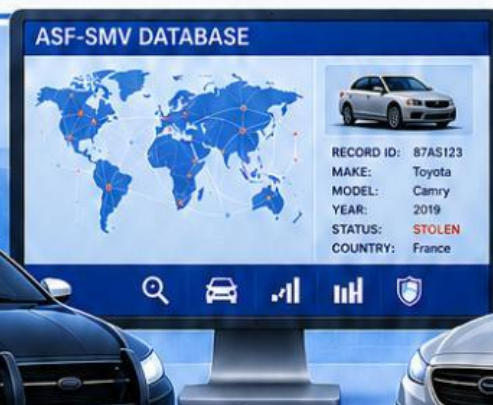 ASF-SMV DATABASE
RECORD ID: 87AS123
MAKE: Toyota
MODEL: Camry
YEAR: 2019
STATUS: STOLEN
COUNTRY: France